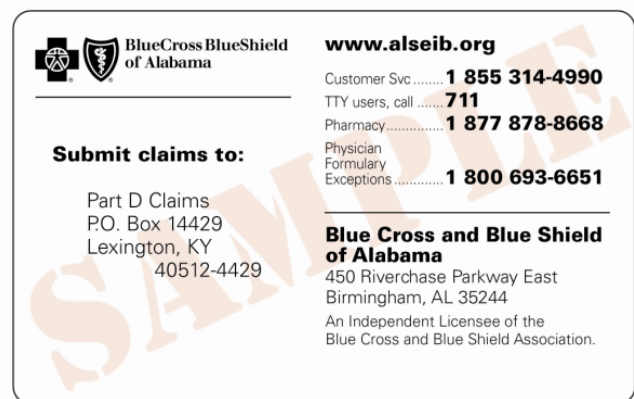 BlueCross BlueShield
of Alabama
Submit claims to:
Part D Claims
P.O. Box 14429
Lexington, KY
40512-4429
www.alseib.org
Customer Svc ........ 1 855 314-4990
TTY users, call ...... 711
Pharmacy............... 1 877 878-8668
Physician
Formulary
Exceptions ............. 1 800 693-6651
Blue Cross and Blue Shield
of Alabama
450 Riverchase Parkway East
Birmingham, AL 35244
An Independent Licensee of the
Blue Cross and Blue Shield Association.
SAMPLE